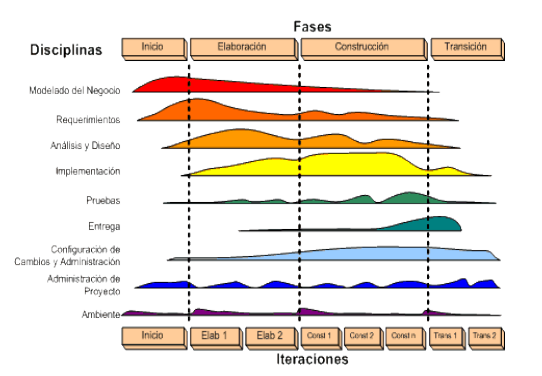 Fases
Disciplinas
Inicio
Elaboración
Construcción
Transición
Modelado del Negocio
Requerimientos
Análisis y Diseño
Implementación
Pruebas
Entrega
Configuración de
Cambios y Administración
Administración de
Proyecto
Ambiente
Inicio
Elab 1
Elab 2
Const 1
Const 2
Const n
Trans 1
Trans 2
Iteraciones